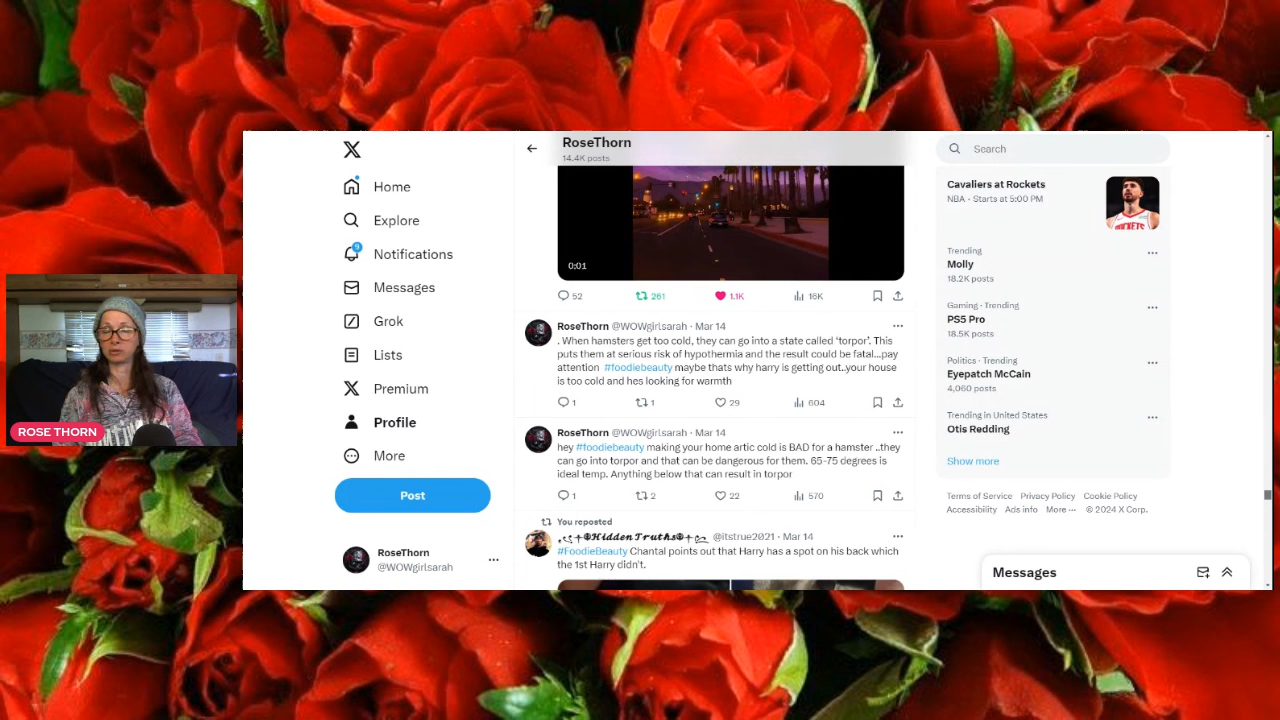 RoseThorn
14.4K posts
Search
Home
Explore
9
Notifications
Messages
Grok
Lists
Premium
Profile
More
Post
RoseThorn
@WOWgirlsarah
0:01
52
261
1.1K
16K
RoseThorn @WOWgirlsarah · Mar 14
. When hamsters get too cold, they can go into a state called 'torpor'. This
puts them at serious risk of hypothermia and the result could be fatal...pay
attention #foodiebeauty maybe thats why harry is getting out..your house
is too cold and hes looking for warmth
1
1
29
604
RoseThorn @WOWgirlsarah · Mar 14
hey #foodiebeauty making your home artic cold is BAD for a hamster ..they
can go into torpor and that can be dangerous for them. 65-75 degrees is
ideal temp. Anything below that can result in torpor
1
2
22
570
You reposted
𝓗𝓲𝓭𝓭𝓮𝓷 𝓣𝓻𝓾𝓽𝓱𝓼 @itstrue2021 · Mar 14
#FoodieBeauty Chantal points out that Harry has a spot on his back which
the 1st Harry didn't.
Cavaliers at Rockets
NBA · Starts at 5:00 PM
ROCKETS
Trending
Molly
18.2K posts
Gaming · Trending
PS5 Pro
18.5K posts
Politics · Trending
Eyepatch McCain
4,060 posts
Trending in United States
Otis Redding
Show more
Terms of Service Privacy Policy Cookie Policy
Accessibility Ads info More ··· © 2024 X Corp.
Messages
ROSE THORN